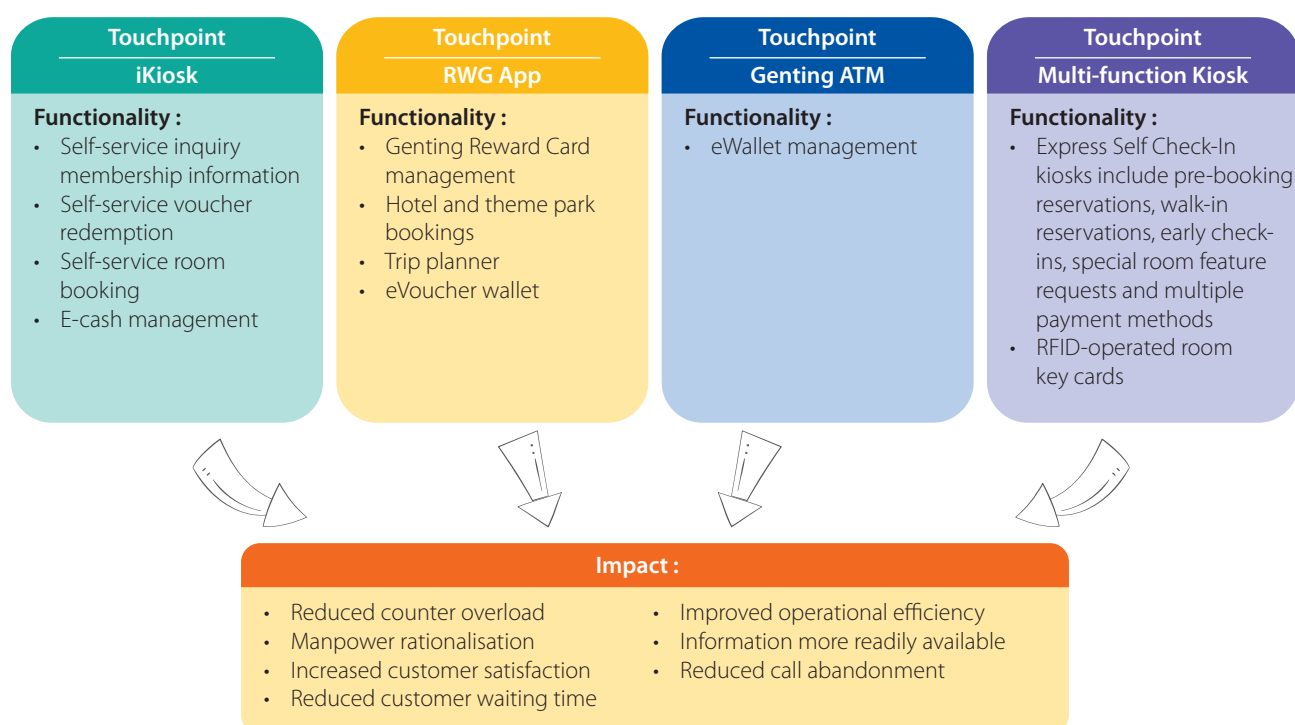 Touchpoint
iKiosk
Functionality :
• Self-service inquiry
membership information
• Self-service voucher
redemption
• Self-service room
booking
• E-cash management
Touchpoint
RWG App
Functionality :
• Genting Reward Card
management
• Hotel and theme park
bookings
• Trip planner
• eVoucher wallet
Touchpoint
Genting ATM
Functionality :
• eWallet management
Touchpoint
Multi-function Kiosk
Functionality :
• Express Self Check-In
kiosks include pre-booking
reservations, walk-in
reservations, early check-
ins, special room feature
requests and multiple
payment methods
• RFID-operated room
key cards
Impact :
• Reduced counter overload
• Manpower rationalisation
• Increased customer satisfaction
• Reduced customer waiting time
• Improved operational efficiency
• Information more readily available
• Reduced call abandonment